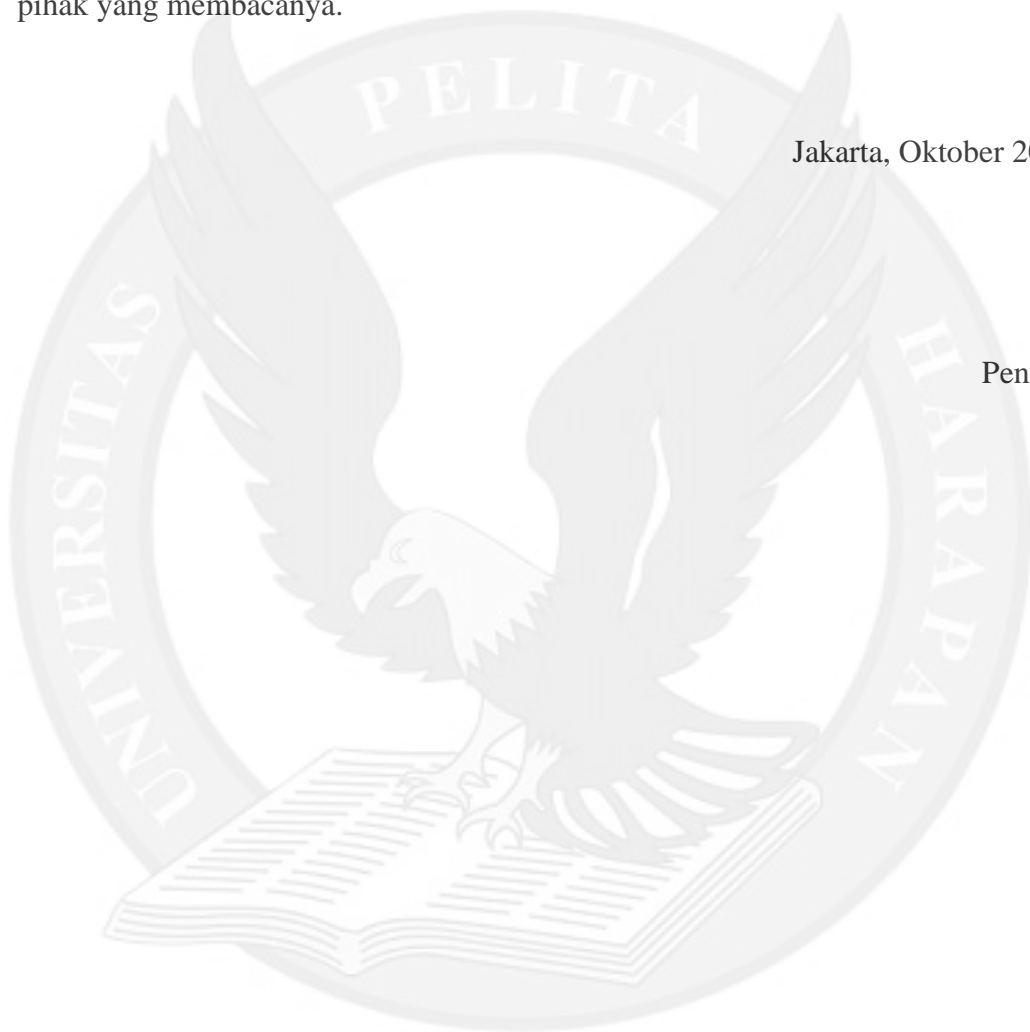 pihak yang membacanya.
PELITA
Jakarta, Oktober
UNIVERSITAS
HARAPAN